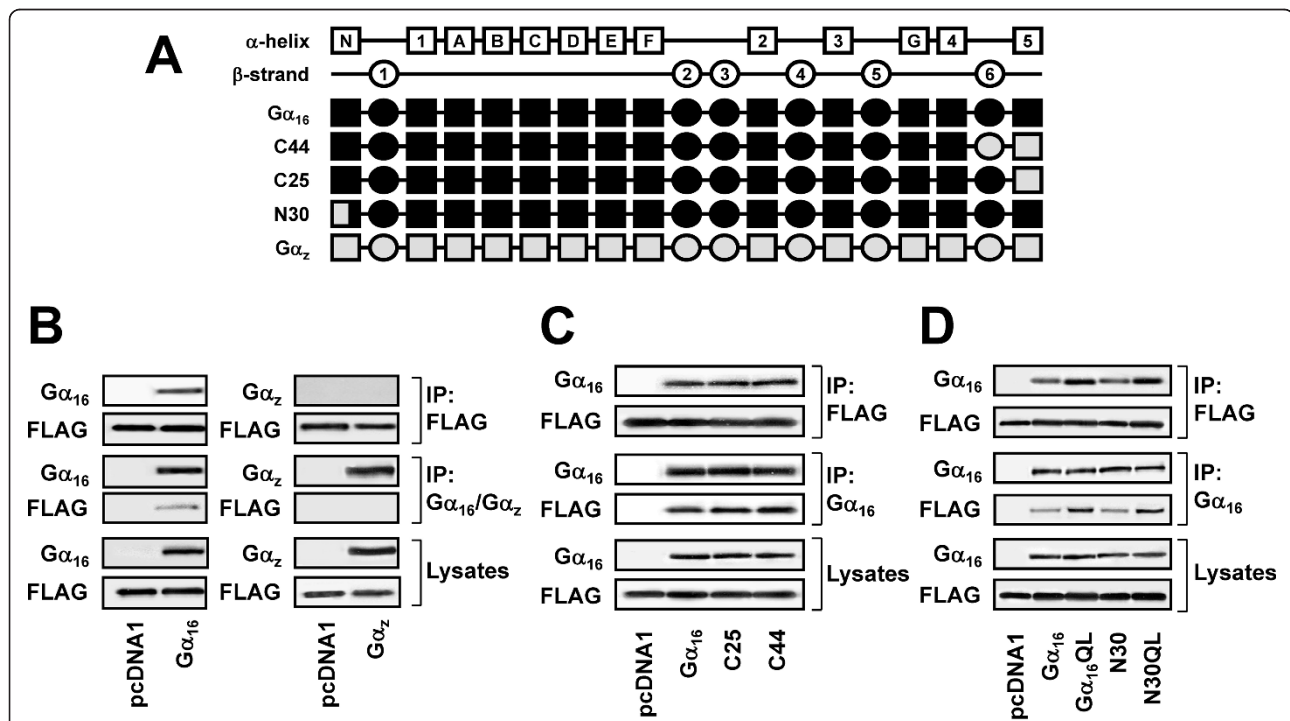 A
α-helix N 1 A B C D E F 2 3 G 4 5
β-strand 1 2 3 4 5 6
Gα16
C44
C25
N30
Gαz
B
Gα16
FLAG
Gα16
FLAG
Gα16
FLAG
pcDNA1
Gα16
Gαz
FLAG
Gαz
FLAG
Gαz
FLAG
pcDNA1
Gαz
IP:
FLAG
IP:
Gα16/Gαz
Lysates
C
Gα16
FLAG
Gα16
FLAG
Gα16
FLAG
pcDNA1
Gα16
C25
C44
IP:
FLAG
IP:
Gα16
Lysates
D
Gα16
FLAG
Gα16
FLAG
Gα16
FLAG
pcDNA1
Gα16
Gα16QL
N30
N30QL
IP:
FLAG
IP:
Gα16
Lysates